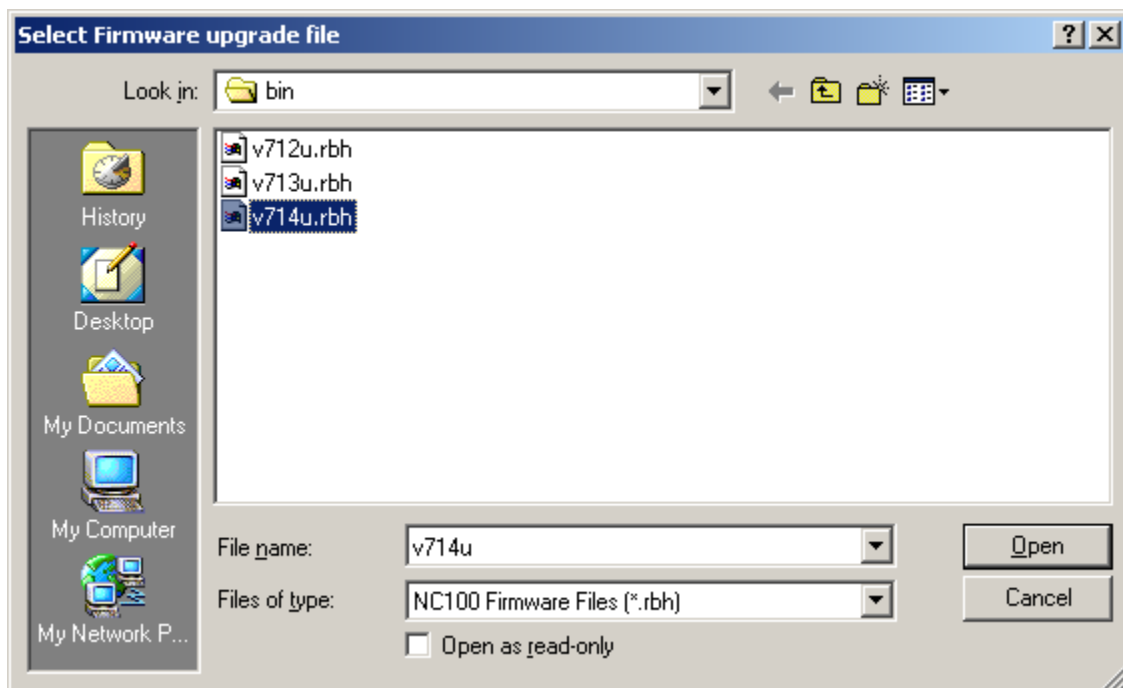 Select Firmware upgrade file
Look in: bin
v712u.rbh
v713u.rbh
v714u.rbh
History
Desktop
My Documents
My Computer
My Network P...
File name: v714u Open
Files of type: NC100 Firmware Files (*.rbh) Cancel
Open as read-only